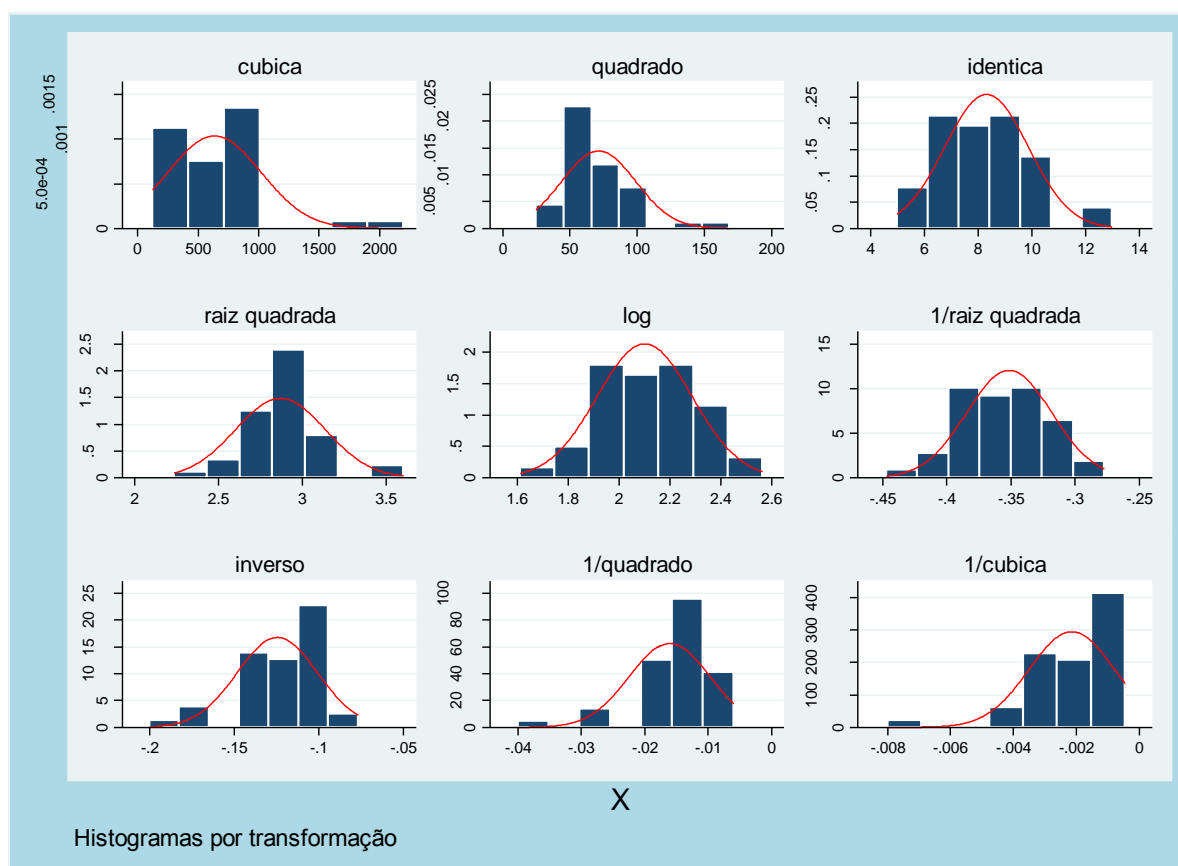 cubica
quadrado
identica
0
5.0e-04
.001
.0015
0
.005
.01
.015
.02
.025
0
.05
.1
.15
.2
.25
0 500 1000 1500 2000
0 50 100 150 200
4 6 8 10 12 14
raiz quadrada
log
1/raiz quadrada
0
.5
1
1.5
2
2.5
0
.5
1
1.5
2
0
5
10
15
2 2.5 3 3.5
1.6 1.8 2 2.2 2.4 2.6
-.45 -.4 -.35 -.3 -.25
inverso
1/quadrado
1/cubica
0
5
10
15
20
25
0
20
40
60
80
100
0
100
200
300
400
-.2 -.15 -.1 -.05
-.04 -.03 -.02 -.01 0
-.008 -.006 -.004 -.002 0
X
Histogramas por transformação